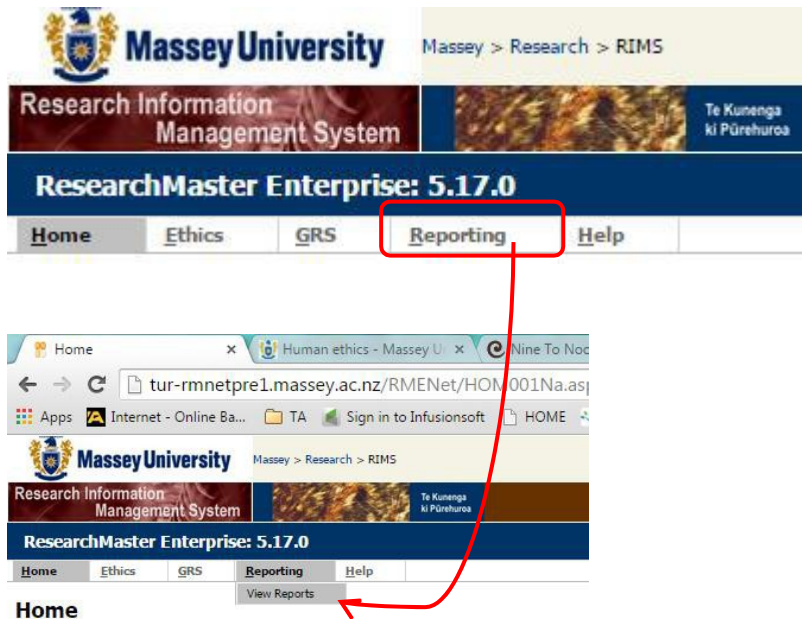 Massey University
Massey > Research > RIMS
Research Information
Management System
Te Kunenga
ki Pūrehuroa
ResearchMaster Enterprise: 5.17.0
Home Ethics GRS Reporting Help
Home Human ethics - Massey U Nine To Noo
tur-rmnetpre1.massey.ac.nz/RMENet/HOM001Na.asp
Apps Internet - Online Ba... TA Sign in to Infusionsoft HOME
Massey University
Massey > Research > RIMS
Research Information
Management System
Te Kunenga
ki Pūrehuroa
ResearchMaster Enterprise: 5.17.0
Home Ethics GRS Reporting Help
View Reports
Home